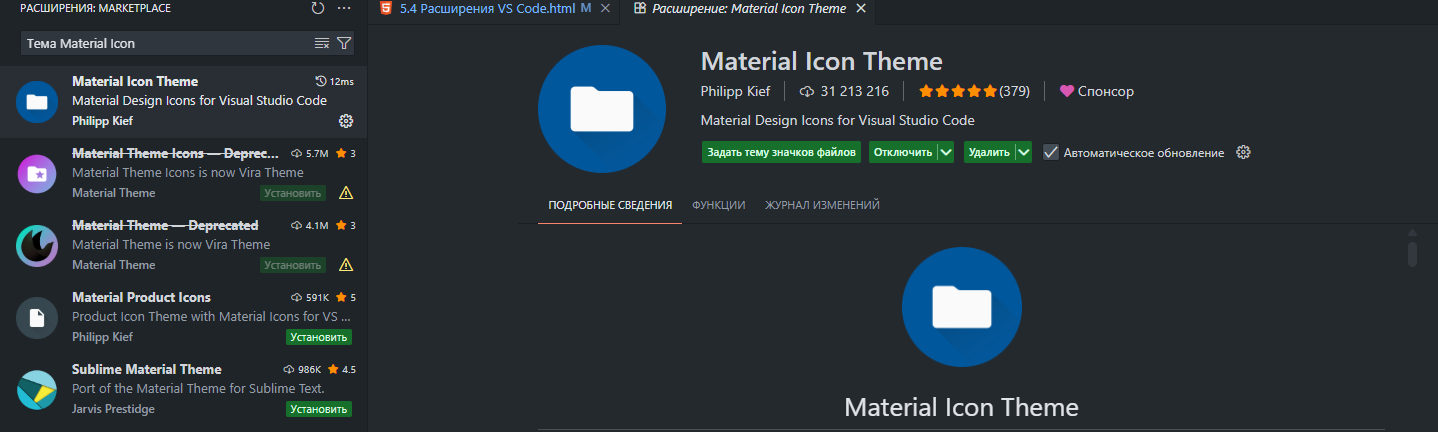 РАСШИРЕНИЯ: MARKETPLACE
Тема Material Icon
Material Icon Theme 12ms
Material Design Icons for Visual Studio Code
Philipp Kief
Material Theme Icons — Deprec... 5.7M 3
Material Theme Icons is now Vira Theme
Material Theme Установить
Material Theme — Deprecated 4.1M 3
Material Theme is now Vira Theme
Material Theme Установить
Material Product Icons 591K 5
Product Icon Theme with Material Icons for VS ...
Philipp Kief Установить
Sublime Material Theme 986K 4.5
Port of the Material Theme for Sublime Text.
Jarvis Prestidge Установить
5.4 Расширения VS Code.html M Расширение: Material Icon Theme
Material Icon Theme
Philipp Kief 31 213 216 (379) Спонсор
Material Design Icons for Visual Studio Code
Задать тему значков файлов Отключить Удалить Автоматическое обновление
ПОДРОБНЫЕ СВЕДЕНИЯ ФУНКЦИИ ЖУРНАЛ ИЗМЕНЕНИЙ
Material Icon Theme